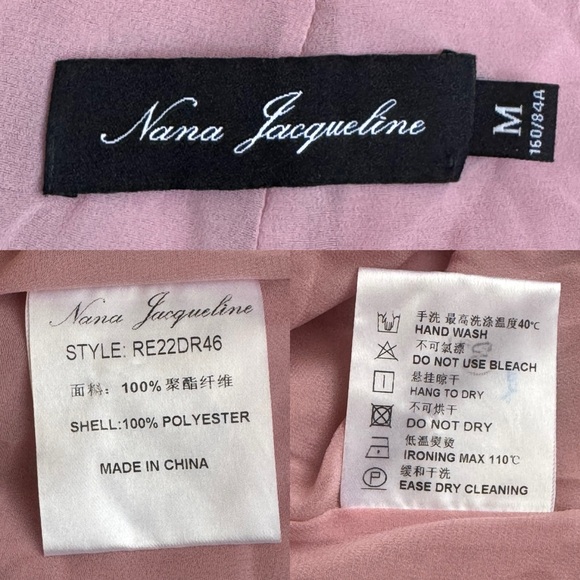 Nana Jacqueline
M
160/84A
Nana Jacqueline
STYLE: RE22DR46
面料: 100% 聚酯纤维
SHELL:100% POLYESTER
MADE IN CHINA
手洗 最高洗涤温度40℃
HAND WASH
不可氯漂
DO NOT USE BLEACH
悬挂晾干
HANG TO DRY
不可烘干
DO NOT DRY
低温熨烫
IRONING MAX 110℃
缓和干洗
EASE DRY CLEANING